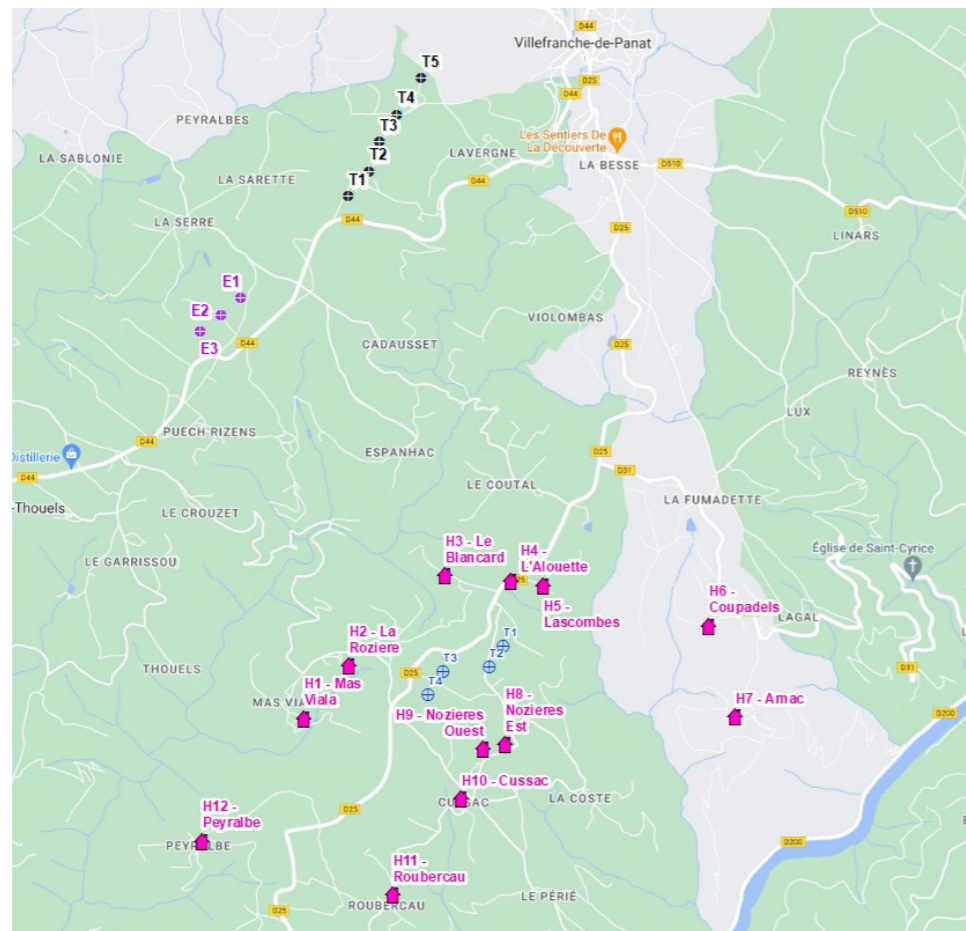 D44
Villefranche-de-Panat
T5
D25
D44
T4
PEYRALBES
T3
Les Sentiers De
La Découverte
LAVERGNE
LA SABLONIE
T2
LA BESSE
D510
T1
LA SARETTE
D44
D44
D510
LA SERRE
D25
LINARS
E1
E2
VIOLOMBAS
E3
D44
CADAUSSET
D25
REYNÈS
LUX
PUECH RIZENS
D44
ESPANHAC
D25
Distillerie
D31
D44
LE COUTAL
LA FUMADETTE
-Thouels
LE CROUZET
H3 - Le
Blancard
H4 -
L'Alouette
Église de Saint-Cyrice
LE GARRISSOU
D25
H5 -
Lascombes
H6 -
Coupadels
LAGAL
H2 - La
Roziere
T1
T2
THOUELS
T3
D25
D31
T4
H1 - Mas
Viala
MAS VIALA
H8 -
Nozieres
Est
H7 - Arnac
H9 - Nozieres
Ouest
D200
H10 - Cussac
CUSSAC
LA COSTE
H12 -
Peyralbe
D25
PEYRALBE
D200
H11 -
Roubercau
LE PÉRIÉ
ROUBERCAU
D25